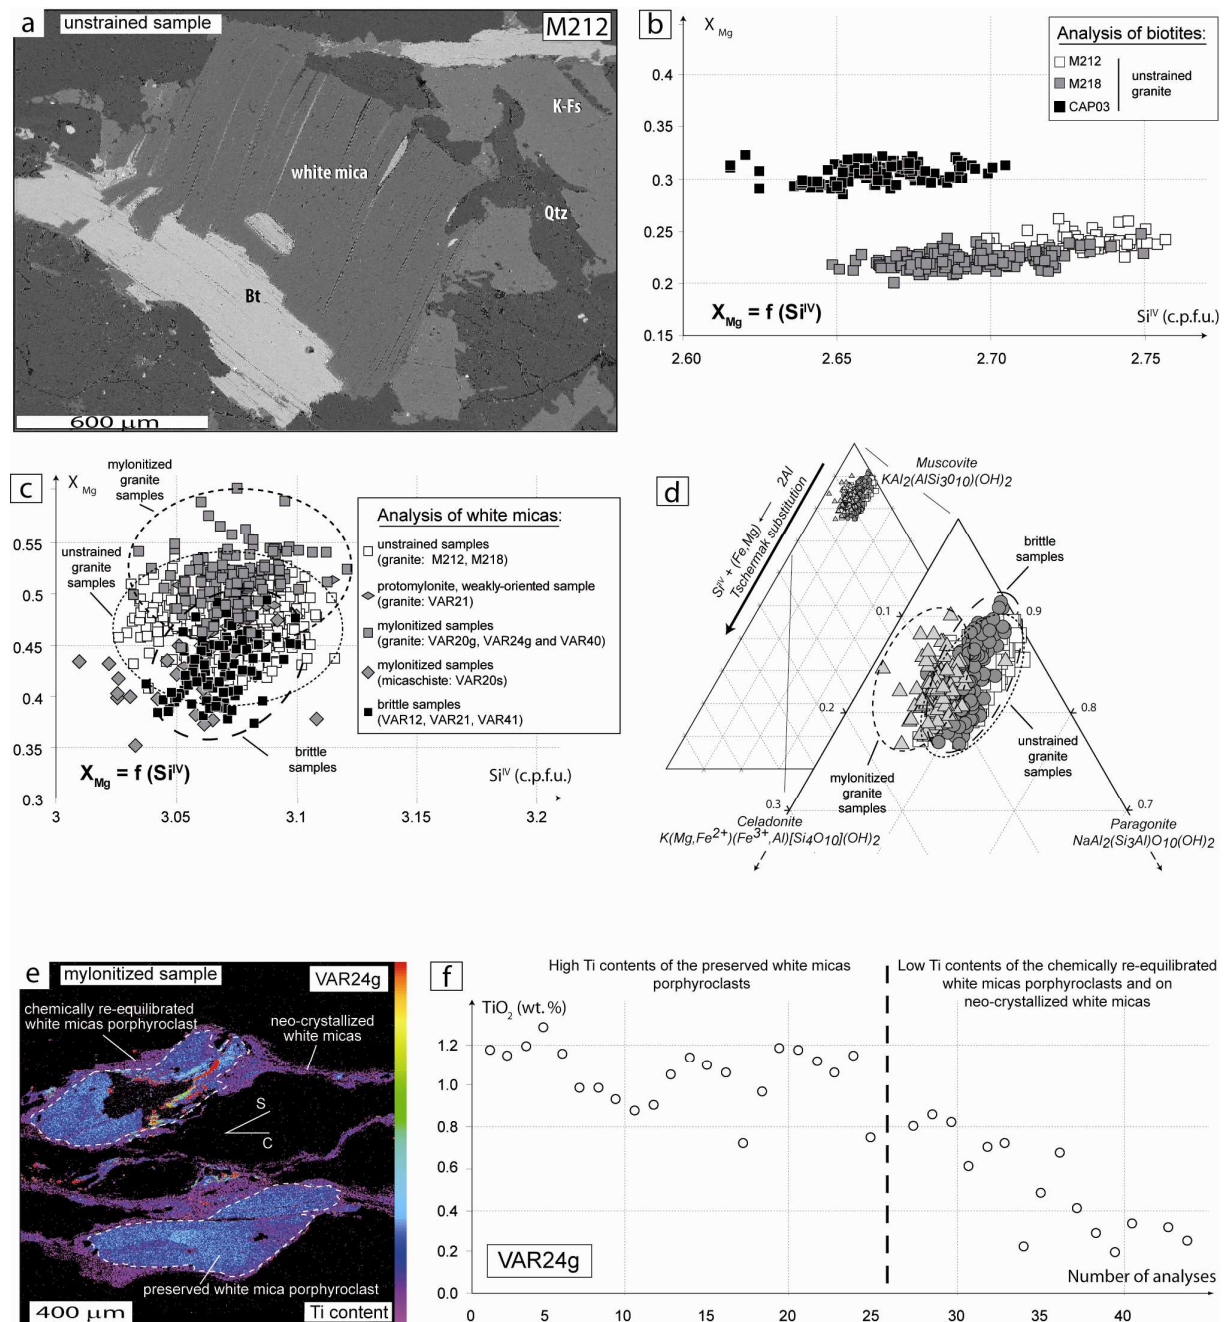 a
unstrained sample
M212
K-Fs
white mica
Qtz
Bt
600 μm
b
X Mg
Analysis of biotites:
M212
M218
CAP03
unstrained
granite
0.4
0.35
0.3
0.25
0.2
0.15
X Mg = f (Si IV)
Si IV (c.p.f.u.)
2.60
2.65
2.70
2.75
c
X Mg
mylonitized
granite
samples
unstrained
granite
samples
0.55
0.5
0.45
0.4
0.35
0.3
Analysis of white micas:
unstrained samples
(granite: M212, M218)
protomylonite, weakly-oriented sample
(granite: VAR21)
mylonitized samples
(granite: VAR20g, VAR24g and VAR40)
mylonitized samples
(micaschiste: VAR20s)
brittle samples
(VAR12, VAR21, VAR41)
brittle
samples
X Mg = f (Si IV)
Si IV (c.p.f.u.)
3
3.05
3.1
3.15
3.2
d
Muscovite
KAl2(AlSi3O10)(OH)2
Si IV + (Fe,Mg) ← 2Al
Tschermak substitution
brittle
samples
0.1
0.9
0.2
0.8
unstrained
granite
samples
mylonitized
granite
samples
0.3
0.7
Celadonite
K(Mg,Fe2+)(Fe3+,Al)[Si4O10](OH)2
Paragonite
NaAl2(Si3Al)O10(OH)2
e
mylonitized sample
VAR24g
chemically re-equilibrated
white micas porphyroclast
neo-crystallized
white micas
S
C
preserved white mica porphyroclast
400 μm
Ti content
f
High Ti contents of the preserved white micas
porphyroclasts
Low Ti contents of the chemically re-equilibrated
white micas porphyroclasts and on
neo-crystallized white micas
TiO2 (wt.%)
1.2
1.0
0.8
0.6
0.4
0.2
0.0
VAR24g
Number of analyses
0
5
10
15
20
25
30
35
40